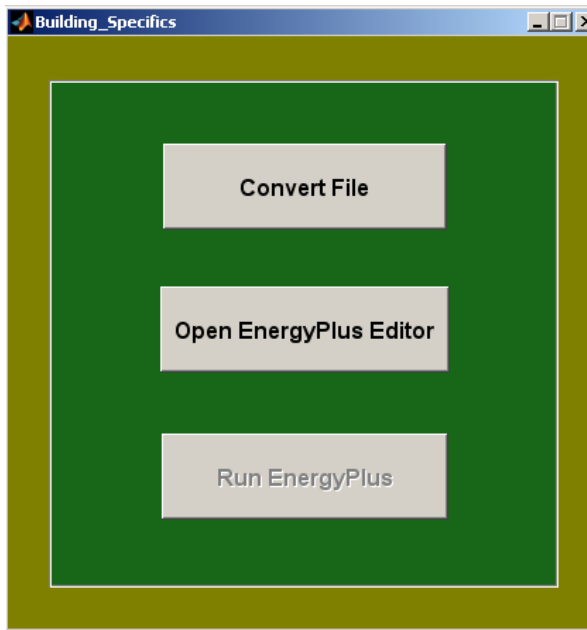 Building_Specifics
Convert File
Open EnergyPlus Editor
Run EnergyPlus